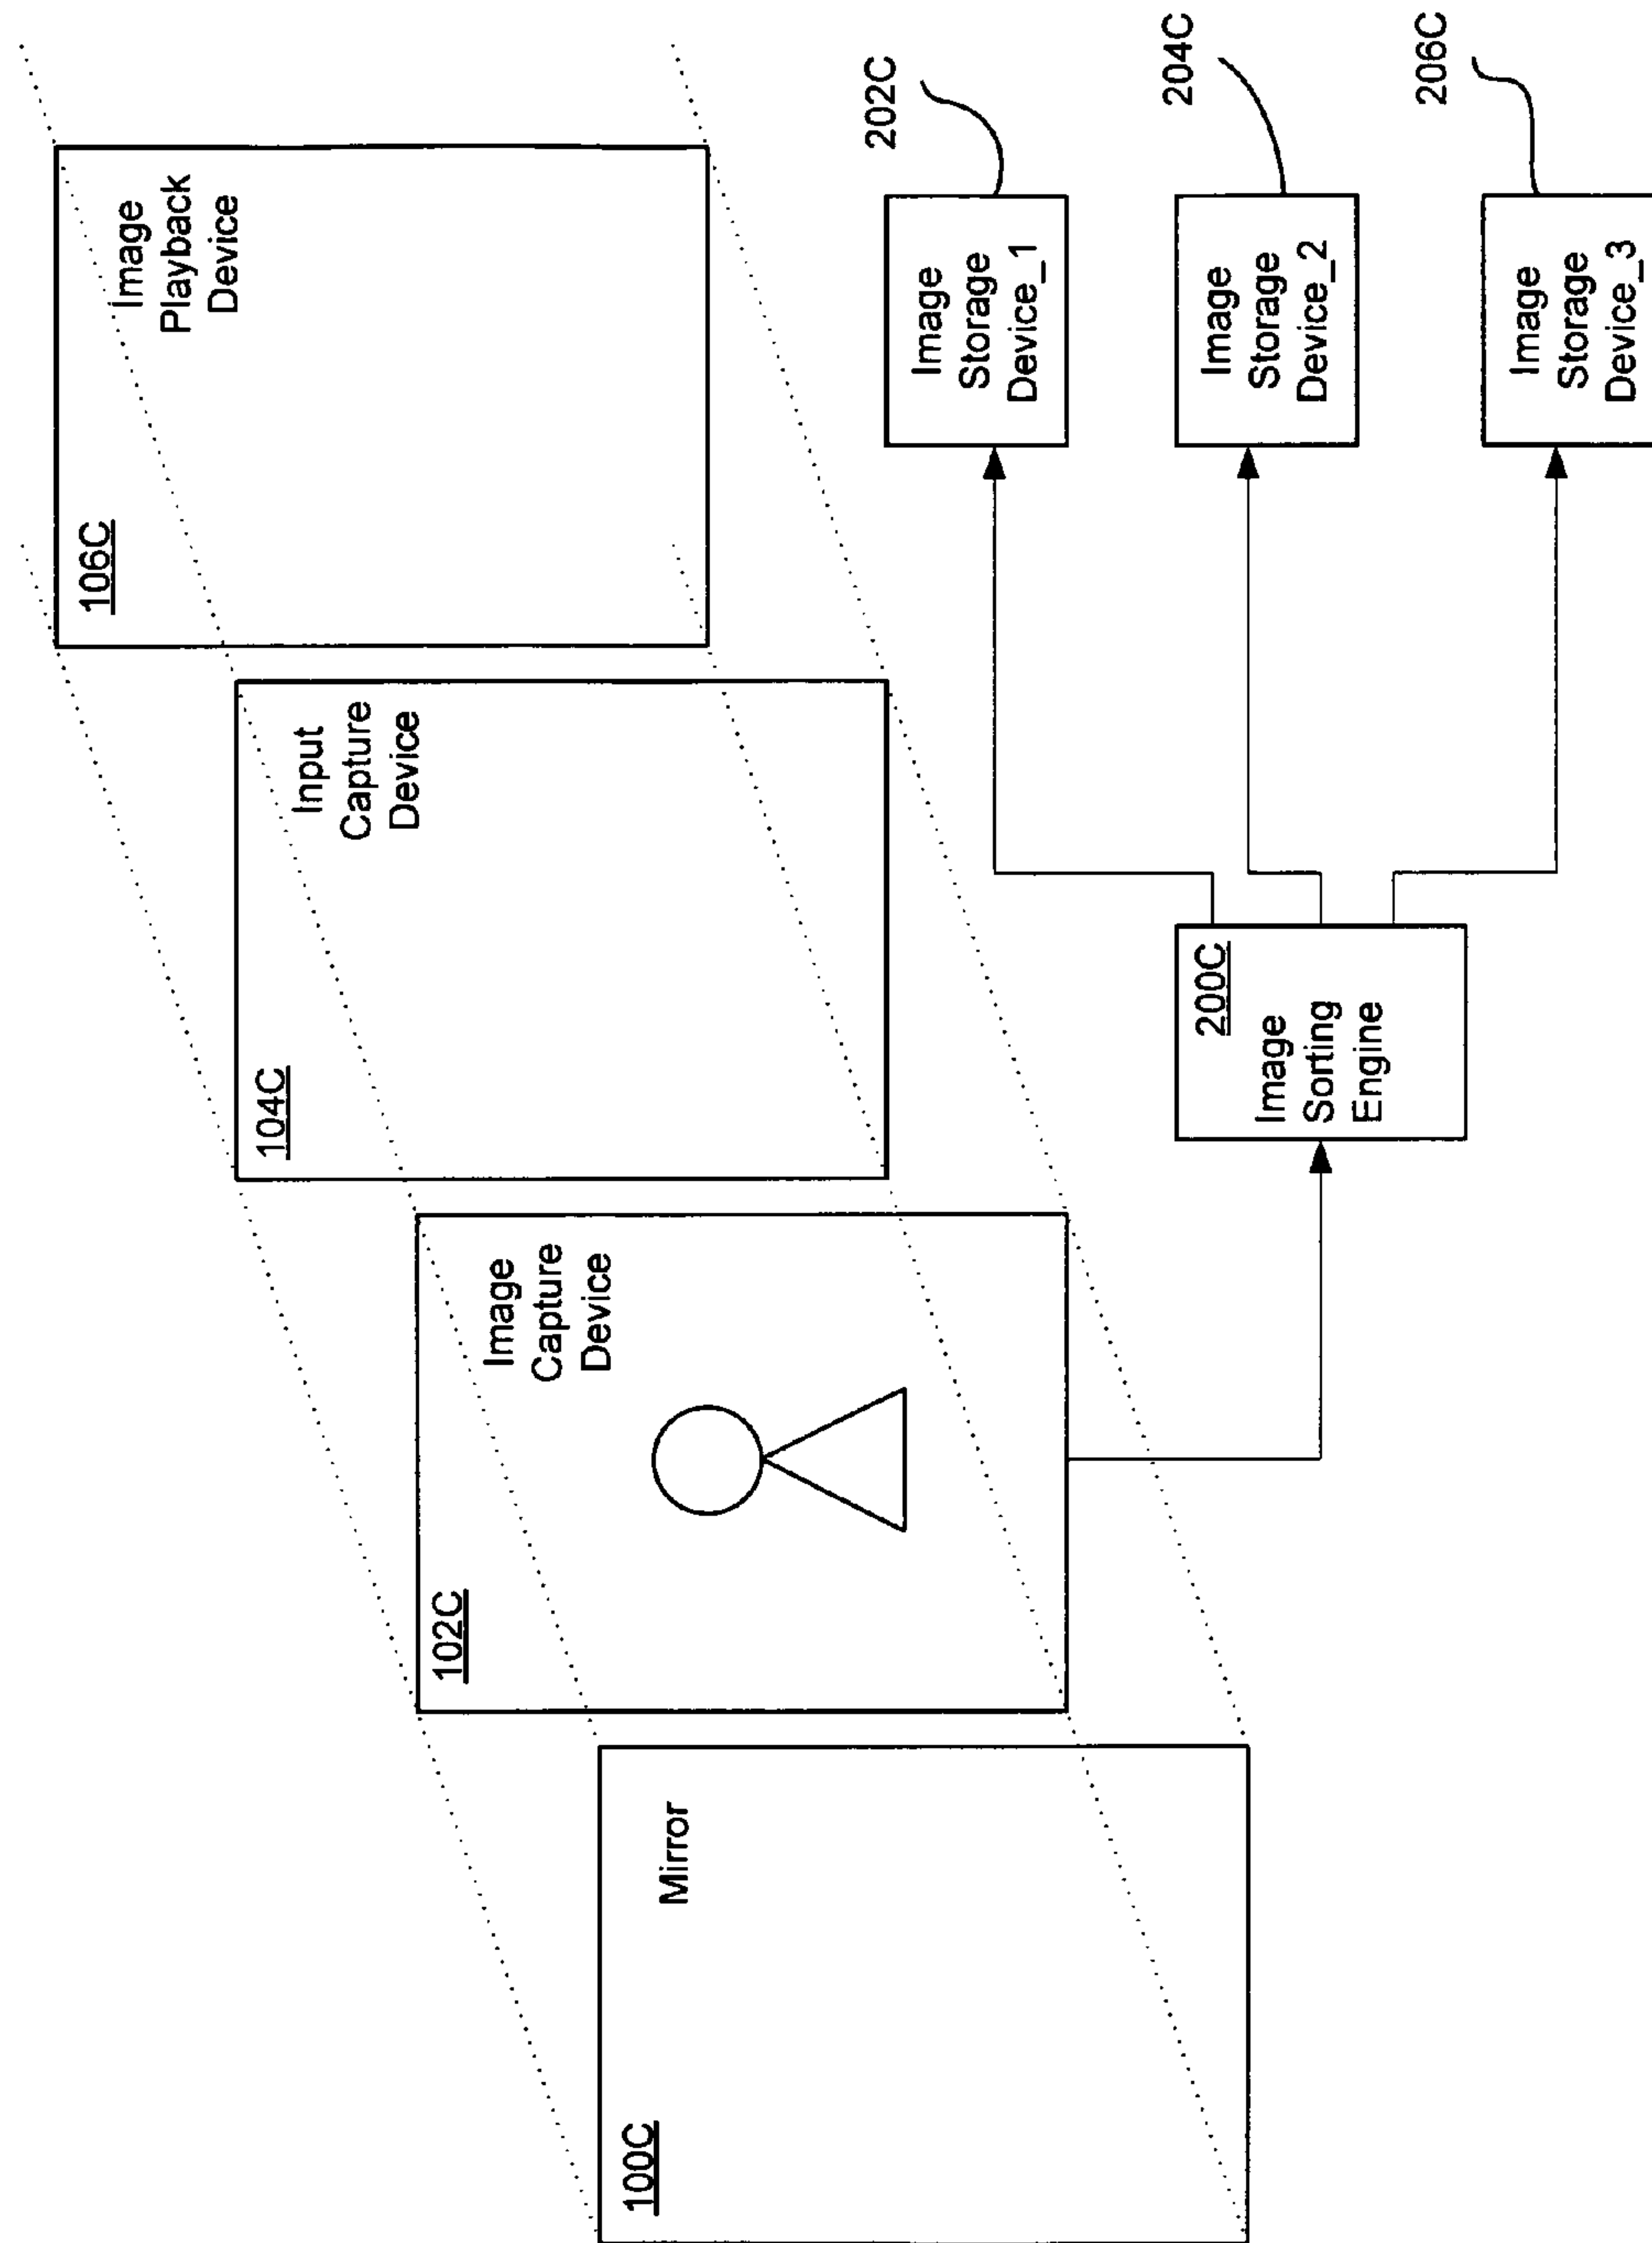 100C
Mirror
102C
Image
Capture
Device
104C
Input
Capture
Device
106C
Image
Playback
Device
200C
Image
Sorting
Engine
Image
Storage
Device_1
202C
Image
Storage
Device_2
204C
Image
Storage
Device_3
206C